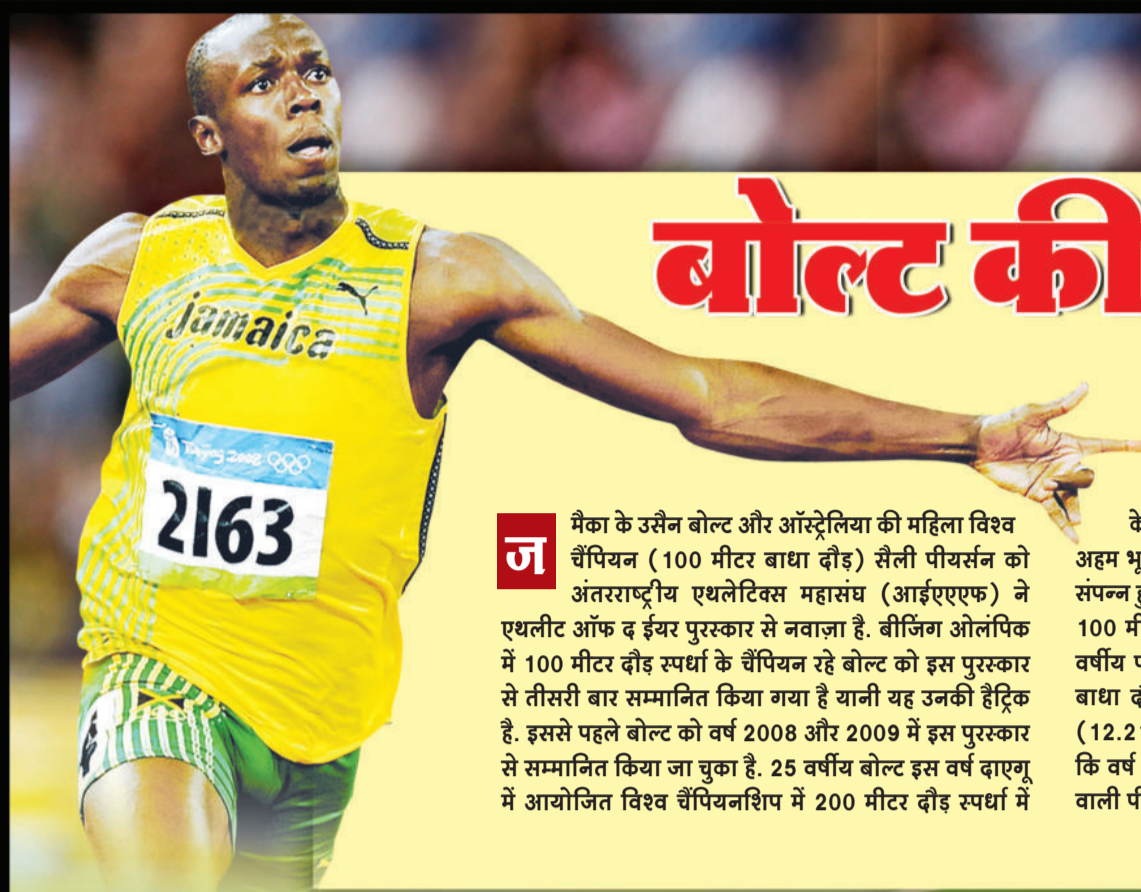 बोल्ट की
jamaica
Beijing 2008
2163
जमैका के उसैन बोल्ट और ऑस्ट्रेलिया की महिला विश्व
चैंपियन (100 मीटर बाधा दौड़) सैली पीयर्सन को
अंतरराष्ट्रीय एथलेटिक्स महासंघ (आईएएएफ) ने
एथलीट ऑफ द ईयर पुरस्कार से नवाज़ा है. बीजिंग ओलंपिक
में 100 मीटर दौड़ स्पर्धा के चैंपियन रहे बोल्ट को इस पुरस्कार
से तीसरी बार सम्मानित किया गया है यानी यह उनकी हैट्रिक
है. इससे पहले बोल्ट को वर्ष 2008 और 2009 में इस पुरस्कार
से सम्मानित किया जा चुका है. 25 वर्षीय बोल्ट इस वर्ष दाएगू
में आयोजित विश्व चैंपियनशिप में 200 मीटर दौड़ स्पर्धा में
के
अहम
संपन्न
100
वर्षीय
बाधा
(12.2
कि वर्ष
वाली